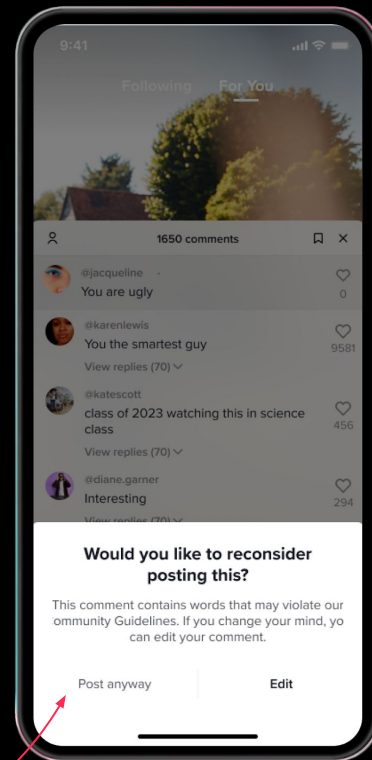 9:41
Following For You
1650 comments
@jacqueline -
You are ugly
0
@karenlewis
You the smartest guy
9581
View replies (70)
@katescott
class of 2023 watching this in science
class
456
View replies (70)
@diane.garner
Interesting
294
View replies (70)
Would you like to reconsider
posting this?
This comment contains words that may violate our
ommunity Guidelines. If you change your mind, yo
can edit your comment.
Post anyway Edit